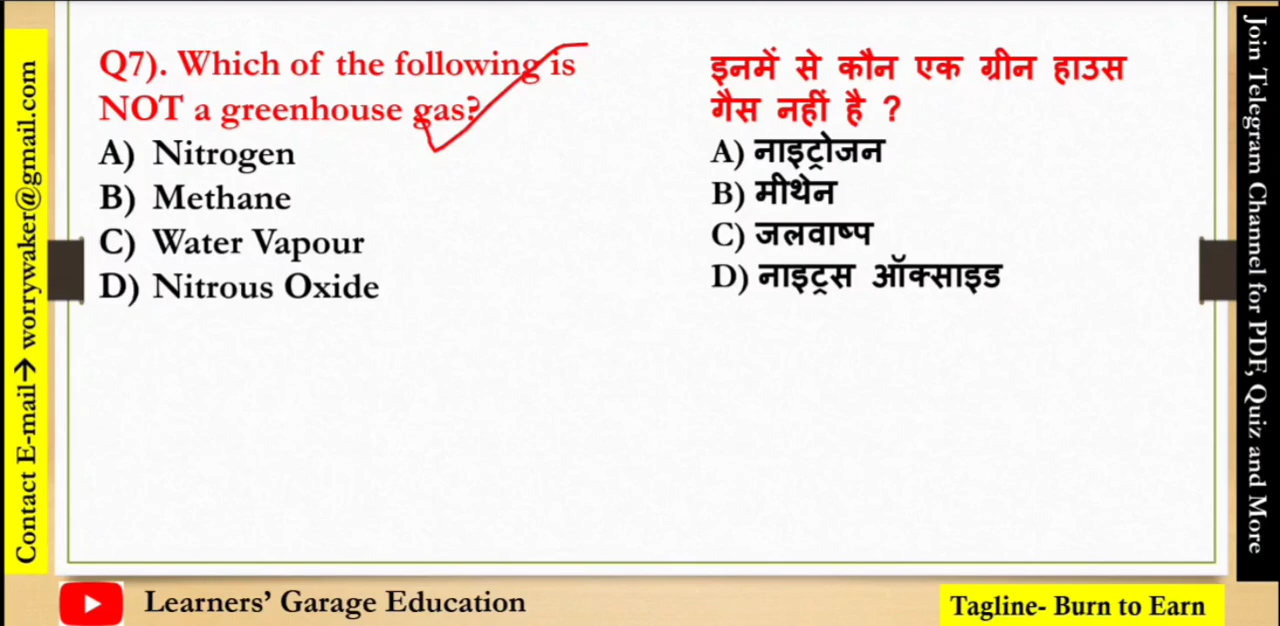 Contact E-mail→ worrywaker@gmail.com
Q7). Which of the following is
NOT a greenhouse gas?
A) Nitrogen
B) Methane
C) Water Vapour
D) Nitrous Oxide
इनमें से कौन एक ग्रीन हाउस
गैस नहीं है ?
A) नाइट्रोजन
B) मीथेन
C) जलवाष्प
D) नाइट्रस ऑक्साइड
Join Telegram Channel for PDF, Quiz and More
Learners’ Garage Education
Tagline- Burn to Earn